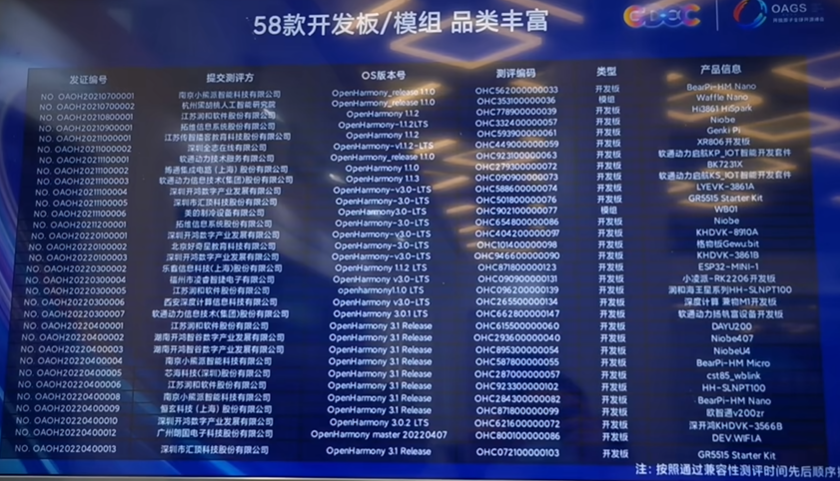 58款开发板/模组 品类丰富
GDEC OAGS
发证编号 提交测评方 OS版本号 测评编码 类型 产品信息
NO. OAOH20210700001 南京小熊派智能科技有限公司 OpenHarmony_release 1.1.0 OHC562000000033 开发板 BearPi-HM Nano
NO. OAOH20210700002 OpenHarmony_release 1.1.0 OHC353100000036 模组 Waffle Nano
NO. OAOH20210800001 江苏润和软件股份有限公司 OpenHarmony 1.1.2 OHC778900000039 开发板 Hi3861 HiSpark
NO. OAOH20210900001 拓维信息系统股份有限公司 OpenHarmony-v1.1.2LTS OHC332400000057 开发板 Niobe
NO. OAOH20211000001 江苏传智播客教育科技股份有限公司 OpenHarmony 1.1.2 OHC593900000061 开发板 Genki Pi
NO. OAOH20211000002 深圳全志在线有限公司 OpenHarmony-v1.1.2-LTS OHC449000000059 开发板 XR806开发板
NO. OAOH20211100001 软通动力技术服务有限公司 OpenHarmony_release 1.1.0 OHC923100000063 开发板 软通动力启航KP_IOT智能开发套件
NO. OAOH20211100002 博通集成电路（上海）股份有限公司 OpenHarmony 1.1.0 OHC279300000072 开发板 BK7231X
NO. OAOH20211100003 软通动力信息技术(集团)股份有限公司 OpenHarmony 1.1.3 OHC009000000073 开发板 软通动力启航KS_IOT智能开发套件
NO. OAOH20211100004 深圳开鸿数字产业发展有限公司 OpenHarmony-v3.0-LTS OHC588600000074 开发板 LYEVK-3861A
NO. OAOH20211100005 深圳市汇顶科技股份有限公司 OpenHarmony-3.0-LTS OHC501800000076 开发板 GR5515 Starter Kit
NO. OAOH20211100006 美的制冷设备有限公司 OpenHarmony3.0-LTS OHC902100000077 模组 WB01
NO. OAOH20211200001 拓维信息系统股份有限公司 OpenHarmony-3.0-LTS OHC654800000086 开发板 Niobe
NO. OAOH20220100001 深圳开鸿数字产业发展有限公司 OpenHarmony-v3.0-LTS OHC404200000097 开发板 KHDVK-8910A
NO. OAOH20220100002 北京好奇星教育科技有限公司 OpenHarmony-3.0-LTS OHC101400000098 开发板 格物板Gewu.bit
NO. OAOH20220100003 深圳开鸿数字产业发展有限公司 OpenHarmony-v3.0-LTS OHC946600000090 开发板 KHDVK-3861B
NO. OAOH20220300002 乐鑫信息科技(上海)股份有限公司 OpenHarmony 1.1.2 LTS OHC871800000123 开发板 ESP32-MINI-1
NO. OAOH20220300004 福州市凌睿智捷电子有限公司 OpenHarmony v3.0-LTS OHC090900000131 开发板 小凌派-RK2206开发板
NO. OAOH20220300005 江苏润和软件股份有限公司 openharmony1.1.0 LTS OHC096200000139 开发板 润和海王星系列HH-SLNPT100
NO. OAOH20220300006 西安深度计算信息科技有限公司 OpenHarmony v3.0-LTS OHC265500000134 开发板
NO. OAOH20220300007 软通动力信息技术(集团)股份有限公司 OpenHarmony 3.0.1 LTS OHC662800000147 开发板 软通动力扬帆富设备开发板
NO. OAOH20220400001 江苏润和软件股份有限公司 OpenHarmony 3.1 Release OHC615500000060 开发板 DAYU200
NO. OAOH20220400002 湖南开鸿智谷数字产业发展有限公司 OpenHarmony 3.1 Release OHC293600000040 开发板 Niobe407
NO. OAOH20220400003 湖南开鸿智谷数字产业发展有限公司 OpenHarmony 3.1 Release OHC895300000054 开发板 NiobeU4
NO. OAOH20220400004 南京小熊派智能科技有限公司 OpenHarmony 3.1 Release OHC587800000055 开发板 BearPi-HM Micro
NO. OAOH20220400005 芯海科技(深圳)股份有限公司 OpenHarmony 3.1 Release OHC287000000057 开发板 cst85_wblink
NO. OAOH20220400006 江苏润和软件股份有限公司 OpenHarmony 3.1 Release OHC923300000102 开发板 HH-SLNPT100
NO. OAOH20220400008 南京小熊派智能科技有限公司 OpenHarmony 3.1 Release OHC284300000082 开发板 BearPi-HM Nano
NO. OAOH20220400009 恒玄科技（上海）股份有限公司 OpenHarmony 3.1 Release OHC871800000099 开发板 欧智通v200zr
NO. OAOH20220400010 深圳开鸿数字产业发展有限公司 OpenHarmony 3.0.2 LTS OHC621600000072 开发板 深开鸿KHDVK-3566B
NO. OAOH20220400012 广州朗国电子科技股份有限公司 OpenHarmony master 20220407 OHC800100000086 开发板 DEV.WIFI.A
NO. OAOH20220400013 深圳市汇顶科技股份有限公司 OpenHarmony 3.1 Release OHC072100000103 开发板 GR5515 Starter Kit
注：按照通过兼容性测评时间先后顺序